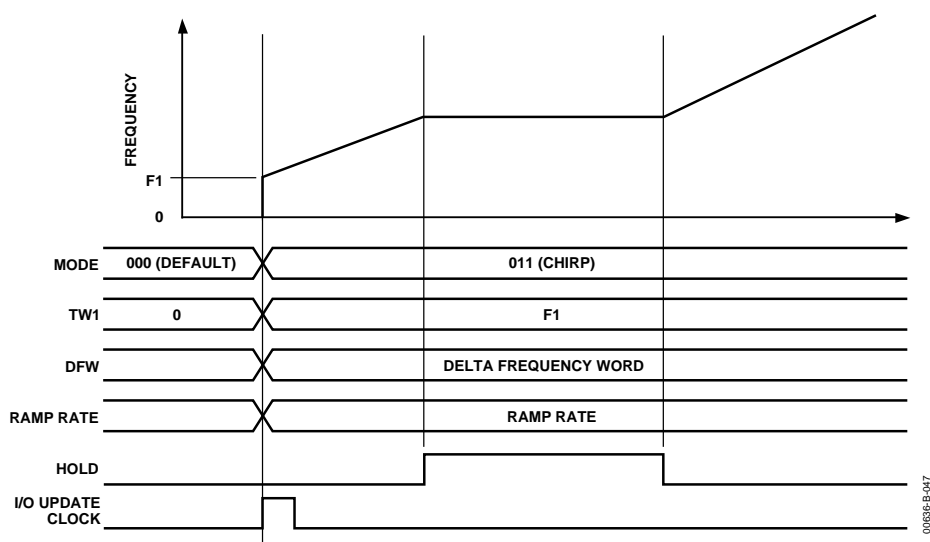 FREQUENCY
F1
0
MODE 000 (DEFAULT) 011 (CHIRP)
TW1 0 F1
DFW DELTA FREQUENCY WORD
RAMP RATE RAMP RATE
HOLD
I/O UPDATE
CLOCK
00636-B-047